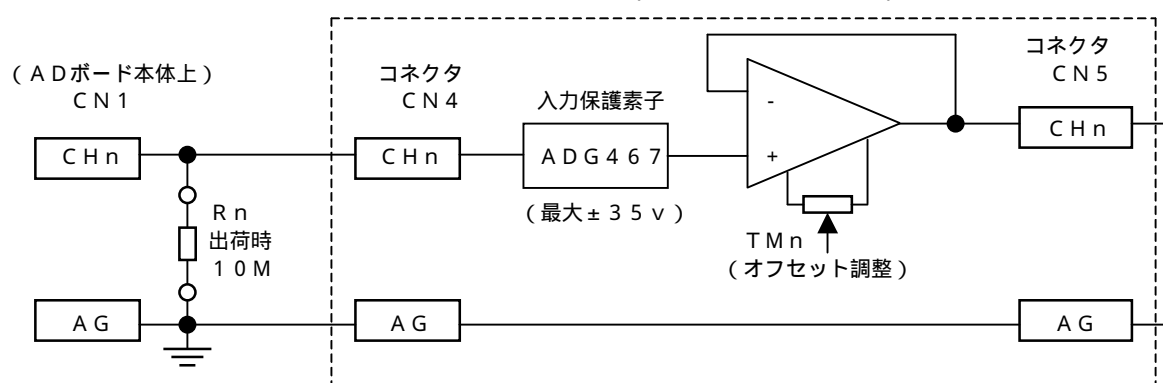 (ADボード本体上)
CN1
CHn
Rn
出荷時
10M
AG
コネクタ
CN4
CHn
AG
入力保護素子
ADG467
(最大±35v)
-
+
TMn
(オフセット調整)
コネクタ
CN5
CHn
AG